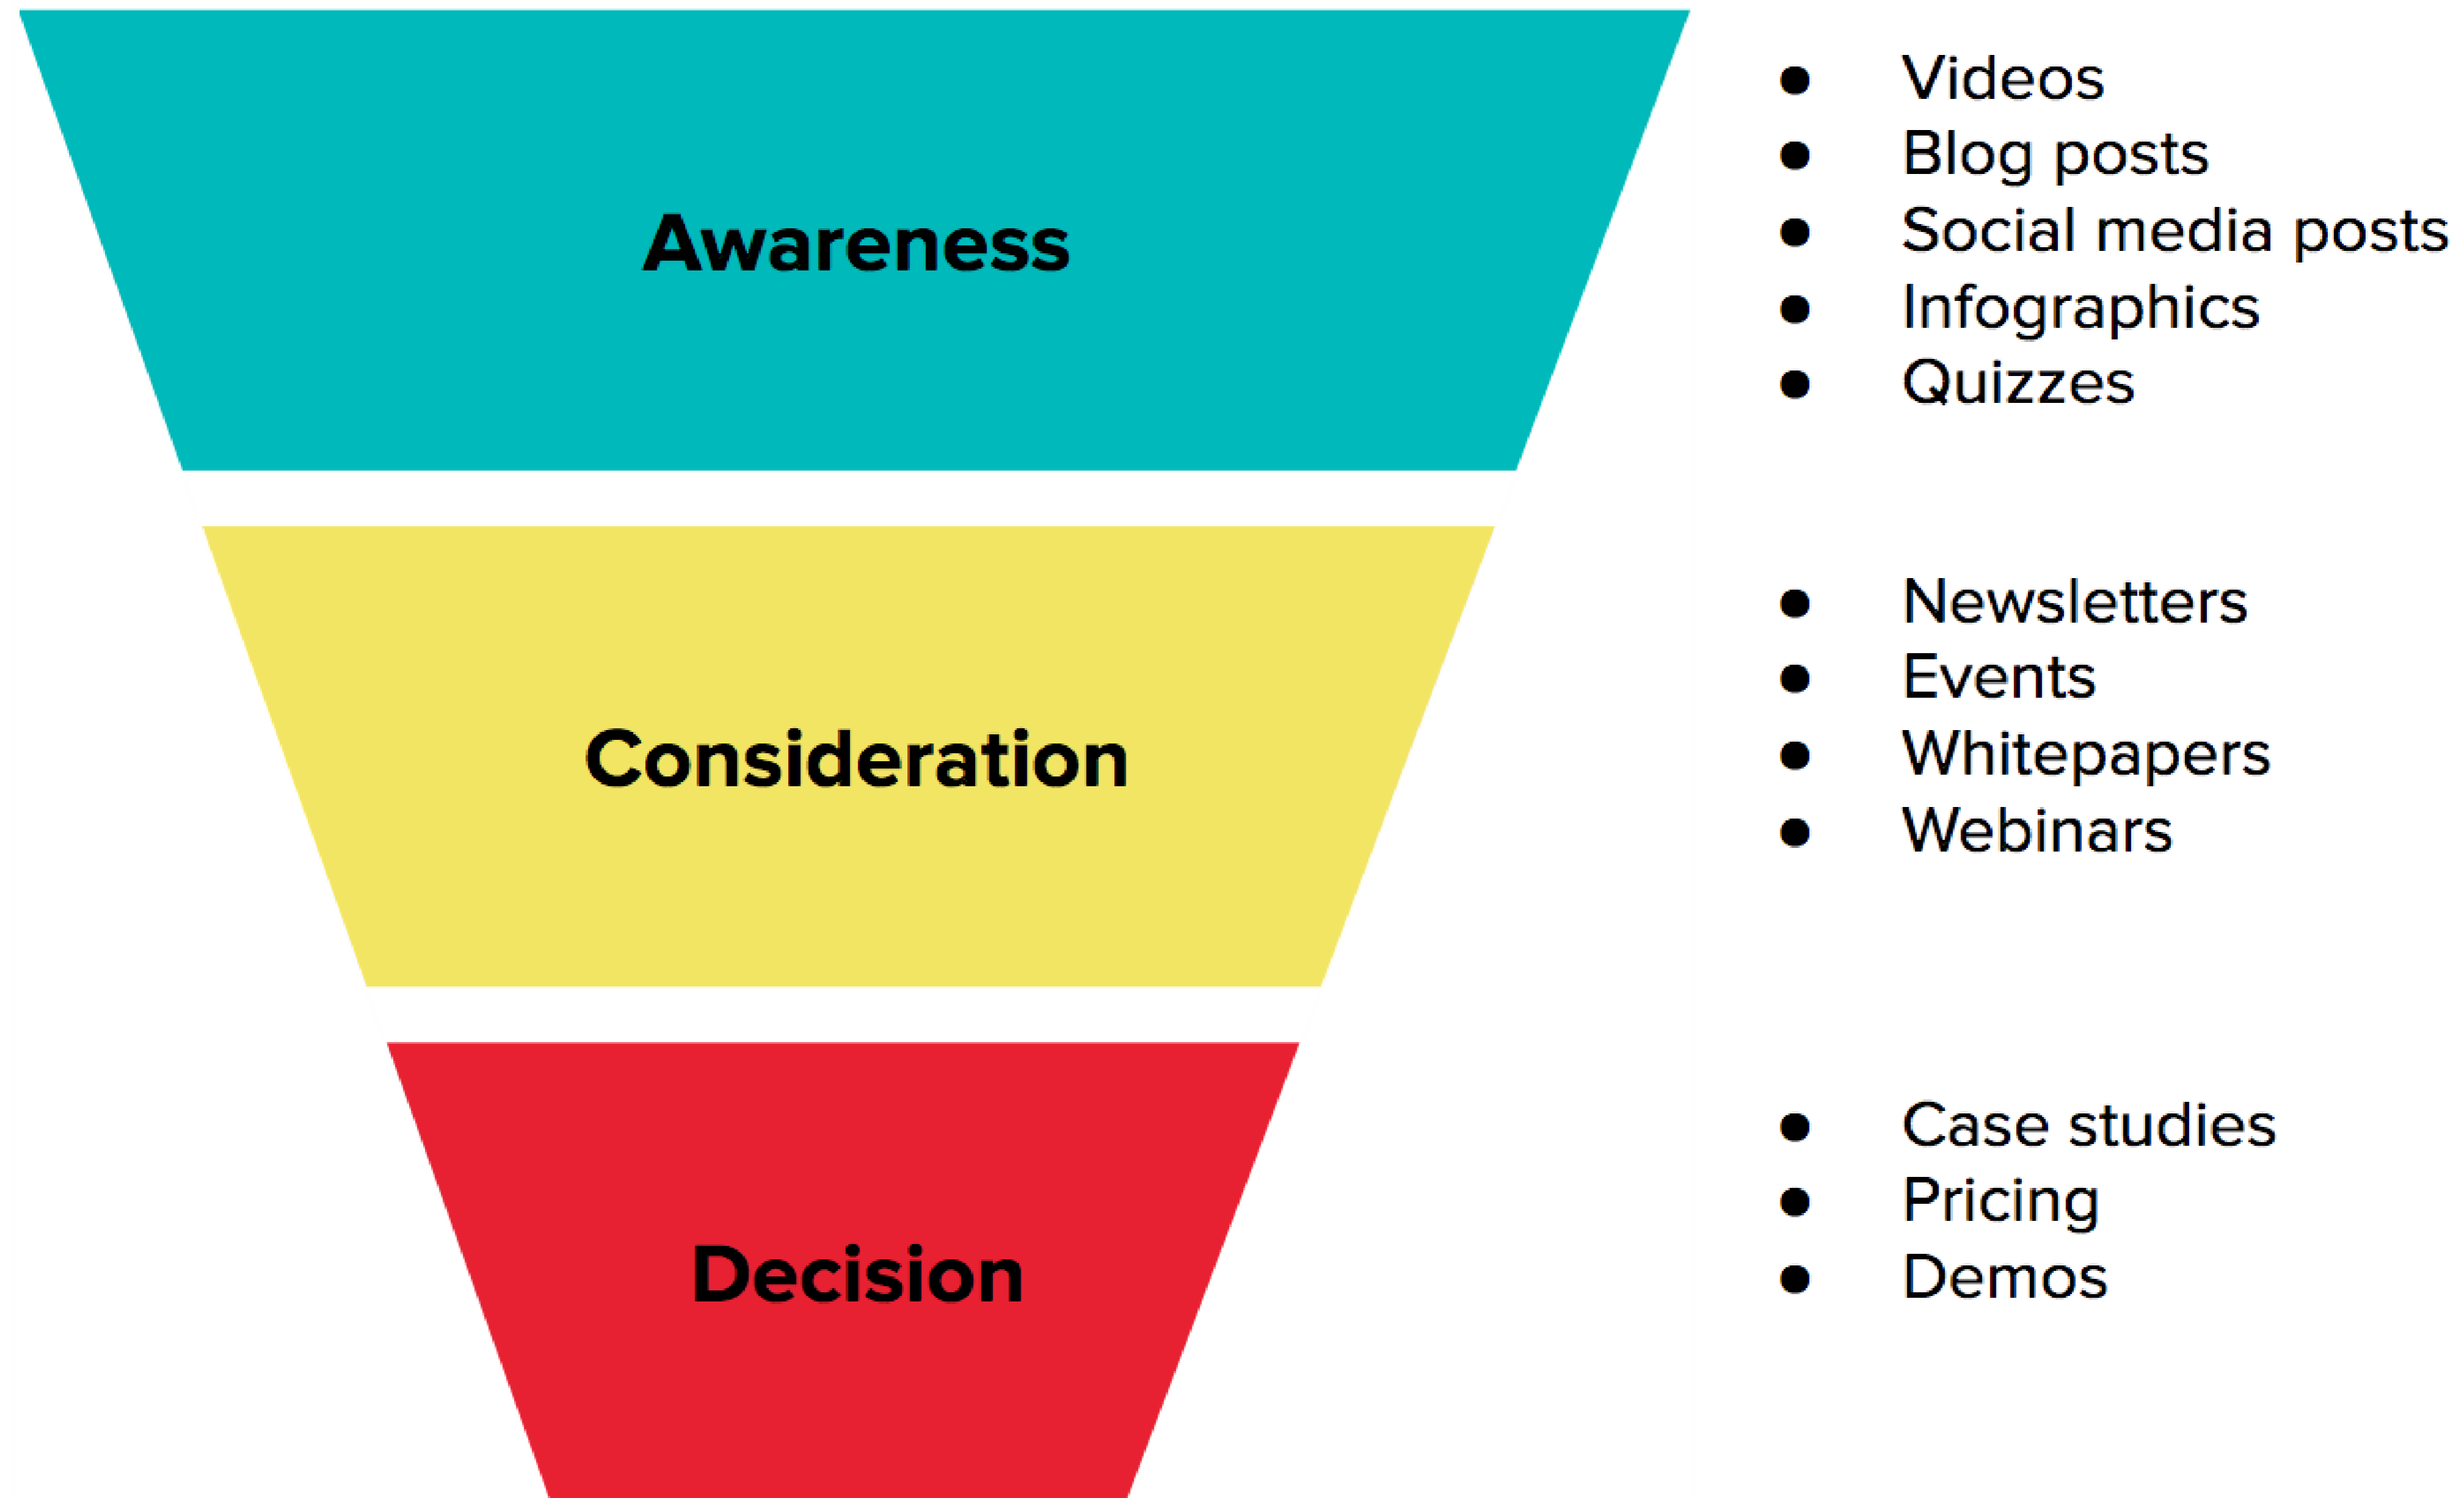 Awareness
● Videos
● Blog posts
● Social media posts
● Infographics
● Quizzes
Consideration
● Newsletters
● Events
● Whitepapers
● Webinars
Decision
● Case studies
● Pricing
● Demos